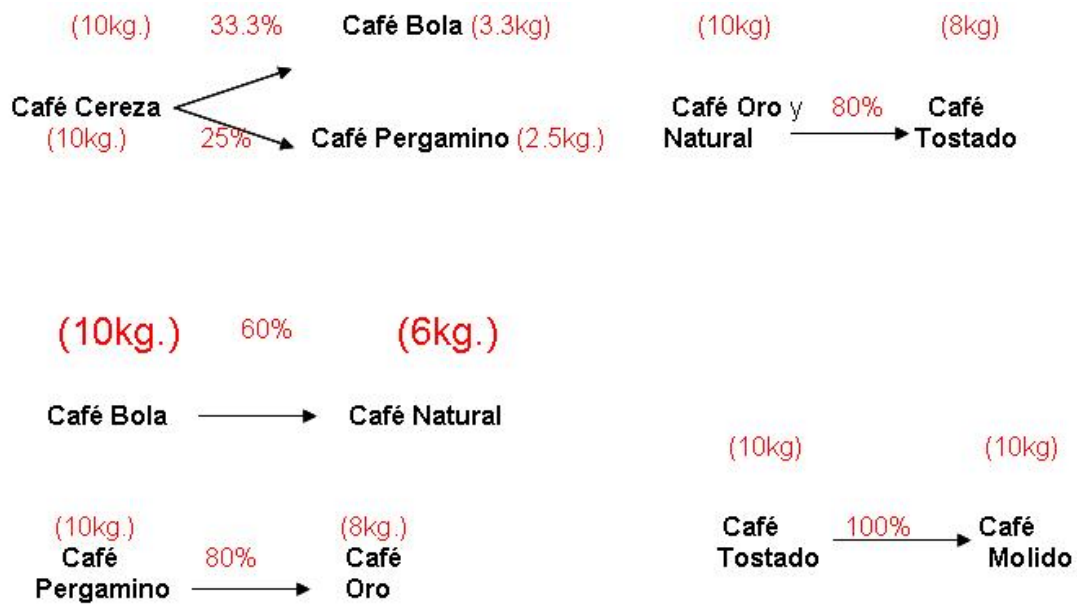 (10kg.) 33.3% Café Bola (3.3kg) (10kg) (8kg)
Café Cereza Café Oro y 80% Café
(10kg.) 25% Café Pergamino (2.5kg.) Natural Tostado
(10kg.) 60% (6kg.)
Café Bola Café Natural
(10kg) (10kg)
(10kg.) (8kg.) Café 100% Café
Café 80% Café Tostado Molido
Pergamino Oro